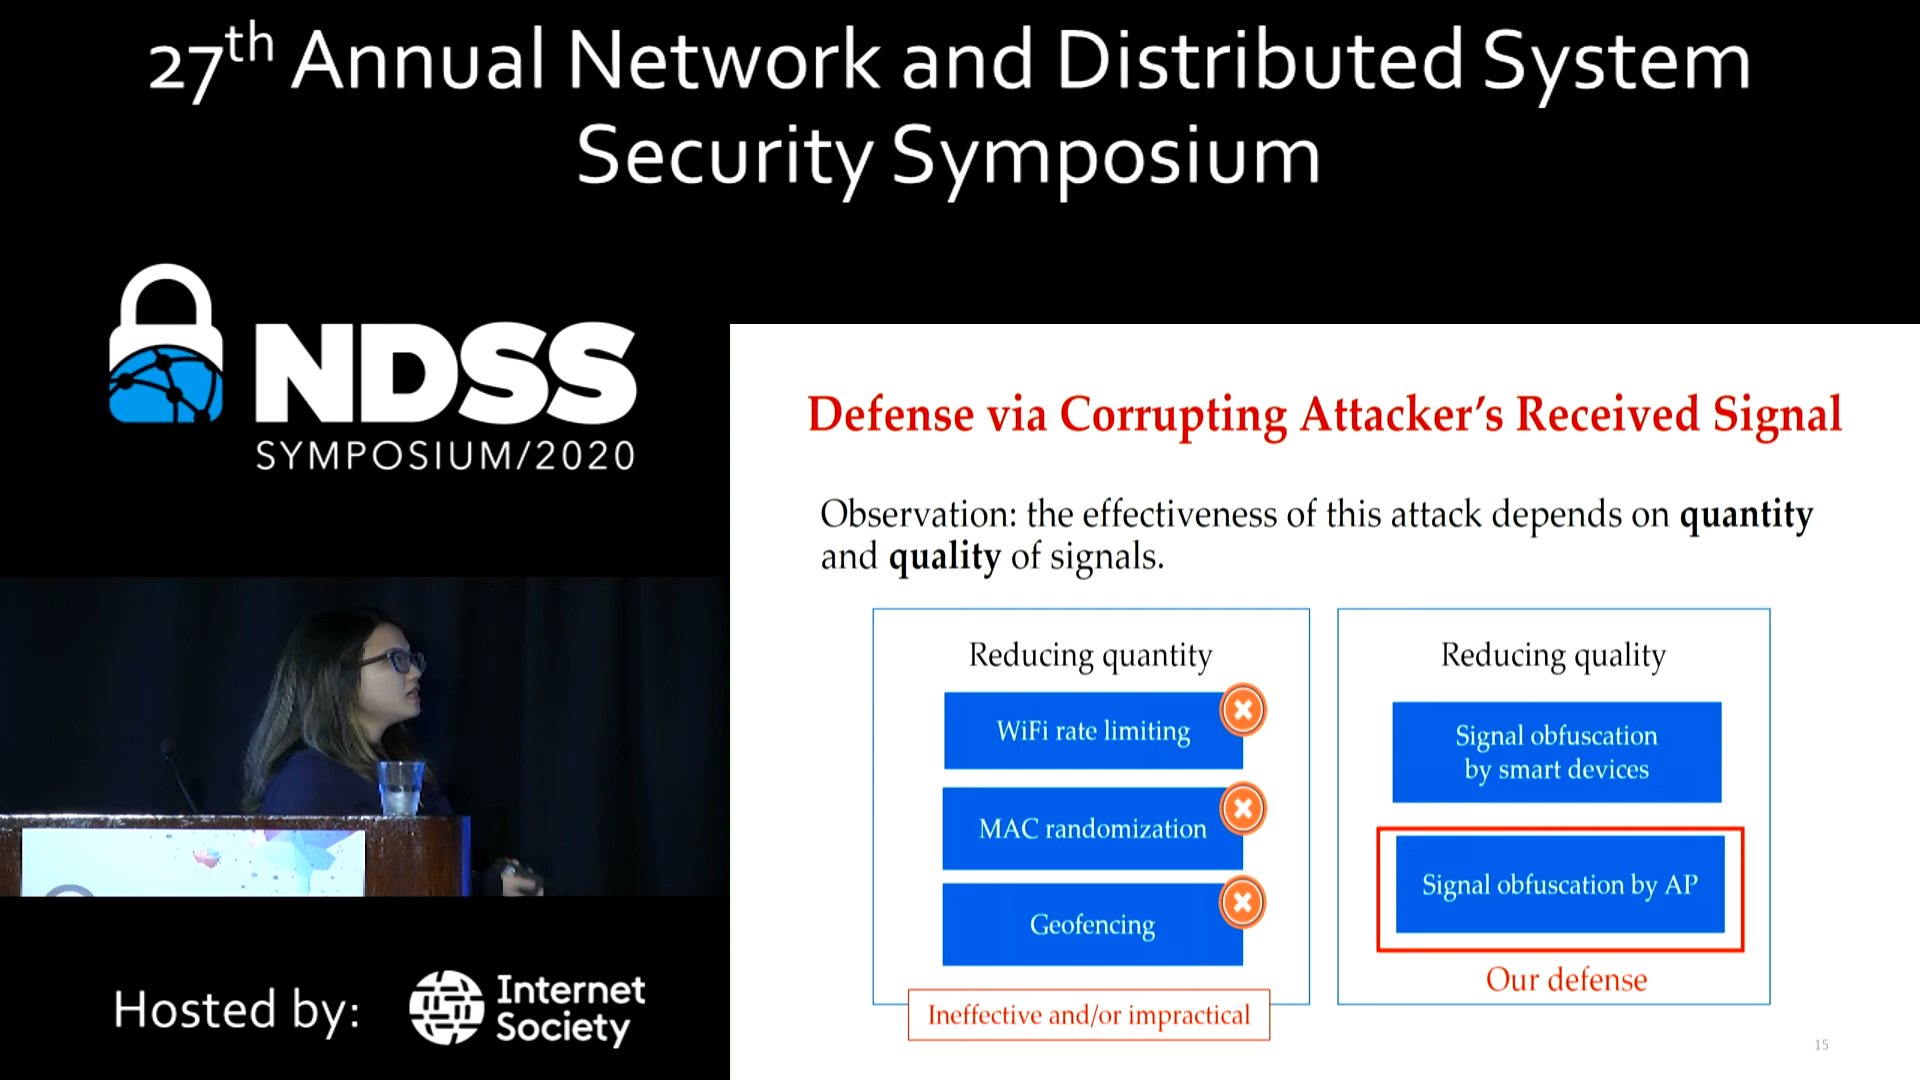 27th Annual Network and Distributed System
Security Symposium
NDSS
SYMPOSIUM/2020
Defense via Corrupting Attacker's Received Signal
Observation: the effectiveness of this attack depends on quantity
and quality of signals.
Reducing quantity
WiFi rate limiting
MAC randomization
Geofencing
Ineffective and/or impractical
Reducing quality
Signal obfuscation
by smart devices
Signal obfuscation by AP
Our defense
15
Hosted by:
Internet
Society